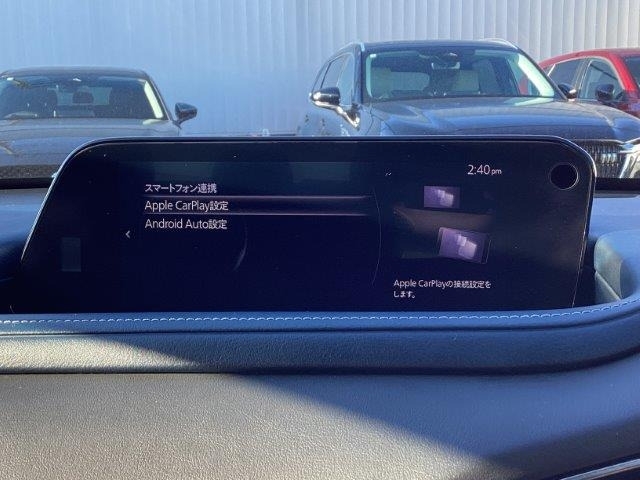 2:40pm
スマートフォン連携
Apple CarPlay設定
Android Auto設定
Apple CarPlayの接続設定を
します。